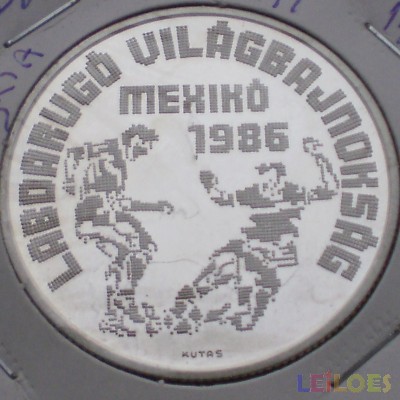 LABDARUGÓ VILÁGBAJNOKSÁG
MEXIKÓ
1986
KUTAS
LEILOES